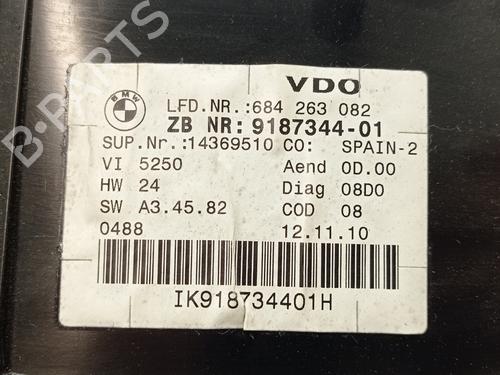 B-PARTS
BMW
VDO
LFD.NR.:684 263 082
ZB NR: 9187344-01
SUP.Nr.:14369510 CO: SPAIN-2
VI 5250 Aend 0D.00
HW 24 Diag 08D0
SW A3.45.82 COD 08
0488 12.11.10
IK918734401H